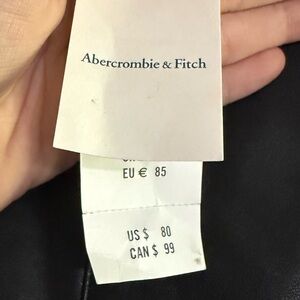 Abercrombie & Fitch
EU € 85
US $ 80
CAN $ 99